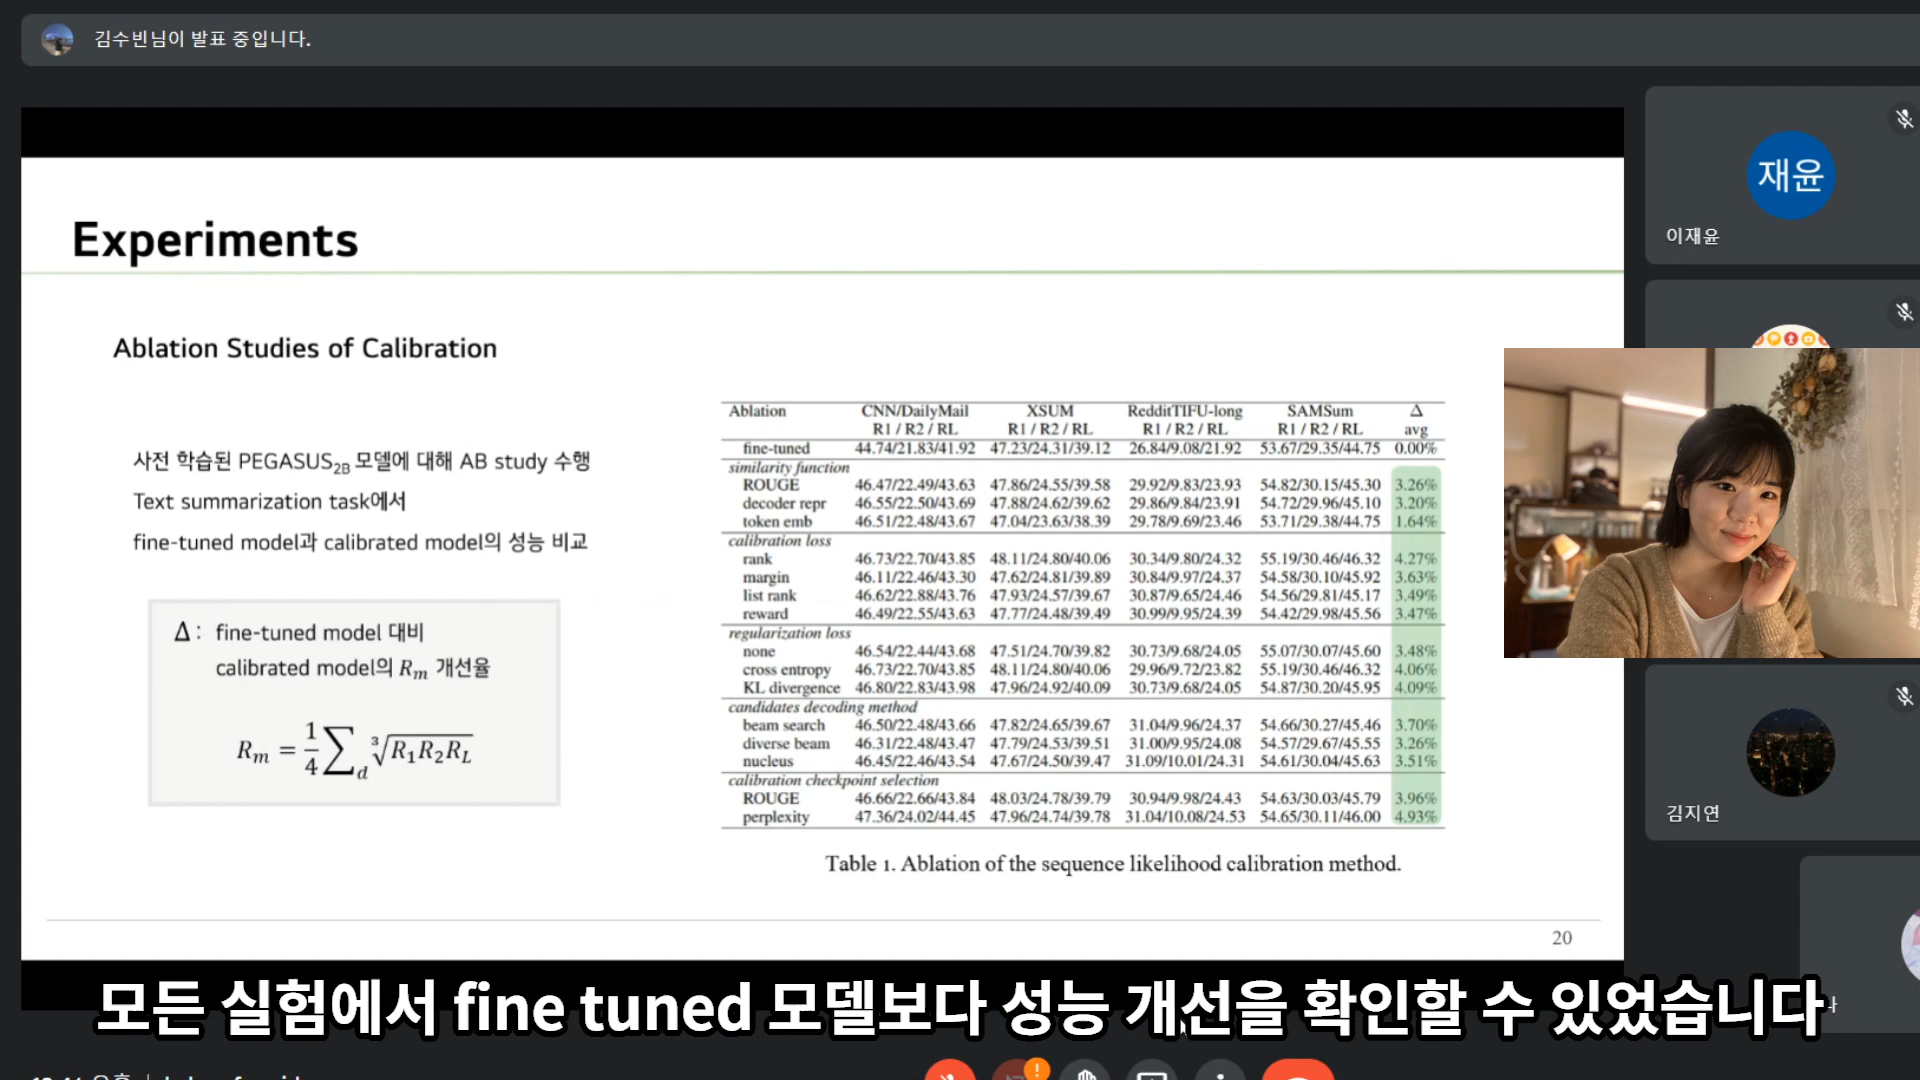 김수빈님이 발표 중입니다.
재윤
이재윤
Experiments
Ablation Studies of Calibration
사전 학습된 PEGASUS2B 모델에 대해 AB study 수행
Text summarization task에서
fine-tuned model과 calibrated model의 성능 비교
Δ : fine-tuned model 대비
calibrated model의 Rm 개선율
Rm = 1/4 ∑d ∛R1R2RL
Ablation CNN/DailyMail XSUM RedditTIFU-long SAMSum Δ
R1 / R2 / RL R1 / R2 / RL R1 / R2 / RL R1 / R2 / RL avg
fine-tuned 44.74/21.83/41.92 47.23/24.31/39.12 26.84/9.08/21.92 53.67/29.35/44.75 0.00%
similarity function
ROUGE 46.47/22.49/43.63 47.86/24.55/39.58 29.92/9.83/23.93 54.82/30.15/45.30 3.26%
decoder repr 46.55/22.50/43.69 47.88/24.62/39.62 29.86/9.84/23.91 54.72/29.96/45.10 3.20%
token emb 46.51/22.48/43.67 47.04/23.63/38.39 29.78/9.69/23.46 53.71/29.38/44.75 1.64%
calibration loss
rank 46.73/22.70/43.85 48.11/24.80/40.06 30.34/9.80/24.32 55.19/30.46/46.32 4.27%
margin 46.11/22.46/43.30 47.62/24.81/39.89 30.84/9.97/24.37 54.58/30.10/45.92 3.63%
list rank 46.62/22.88/43.76 47.93/24.57/39.67 30.87/9.65/24.46 54.56/29.81/45.17 3.49%
reward 46.49/22.55/43.63 47.77/24.48/39.49 30.99/9.95/24.39 54.42/29.98/45.56 3.47%
regularization loss
none 46.54/22.44/43.68 47.51/24.70/39.82 30.73/9.68/24.05 55.07/30.07/45.60 3.48%
cross entropy 46.73/22.70/43.85 48.11/24.80/40.06 29.96/9.72/23.82 55.19/30.46/46.32 4.06%
KL divergence 46.80/22.83/43.98 47.96/24.92/40.09 30.73/9.68/24.05 54.87/30.20/45.95 4.09%
candidates decoding method
beam search 46.50/22.48/43.66 47.82/24.65/39.67 31.04/9.96/24.37 54.66/30.27/45.46 3.70%
diverse beam 46.31/22.48/43.47 47.79/24.53/39.51 31.00/9.95/24.08 54.57/29.67/45.55 3.26%
nucleus 46.45/22.46/43.54 47.67/24.50/39.47 31.09/10.01/24.31 54.61/30.04/45.63 3.51%
calibration checkpoint selection
ROUGE 46.66/22.66/43.84 48.03/24.78/39.79 30.94/9.98/24.43 54.63/30.03/45.79 3.96%
perplexity 47.36/24.02/44.45 47.96/24.74/39.78 31.04/10.08/24.53 54.65/30.11/46.00 4.93%
Table 1. Ablation of the sequence likelihood calibration method.
20
김지연
모든 실험에서 fine tuned 모델보다 성능 개선을 확인할 수 있었습니다